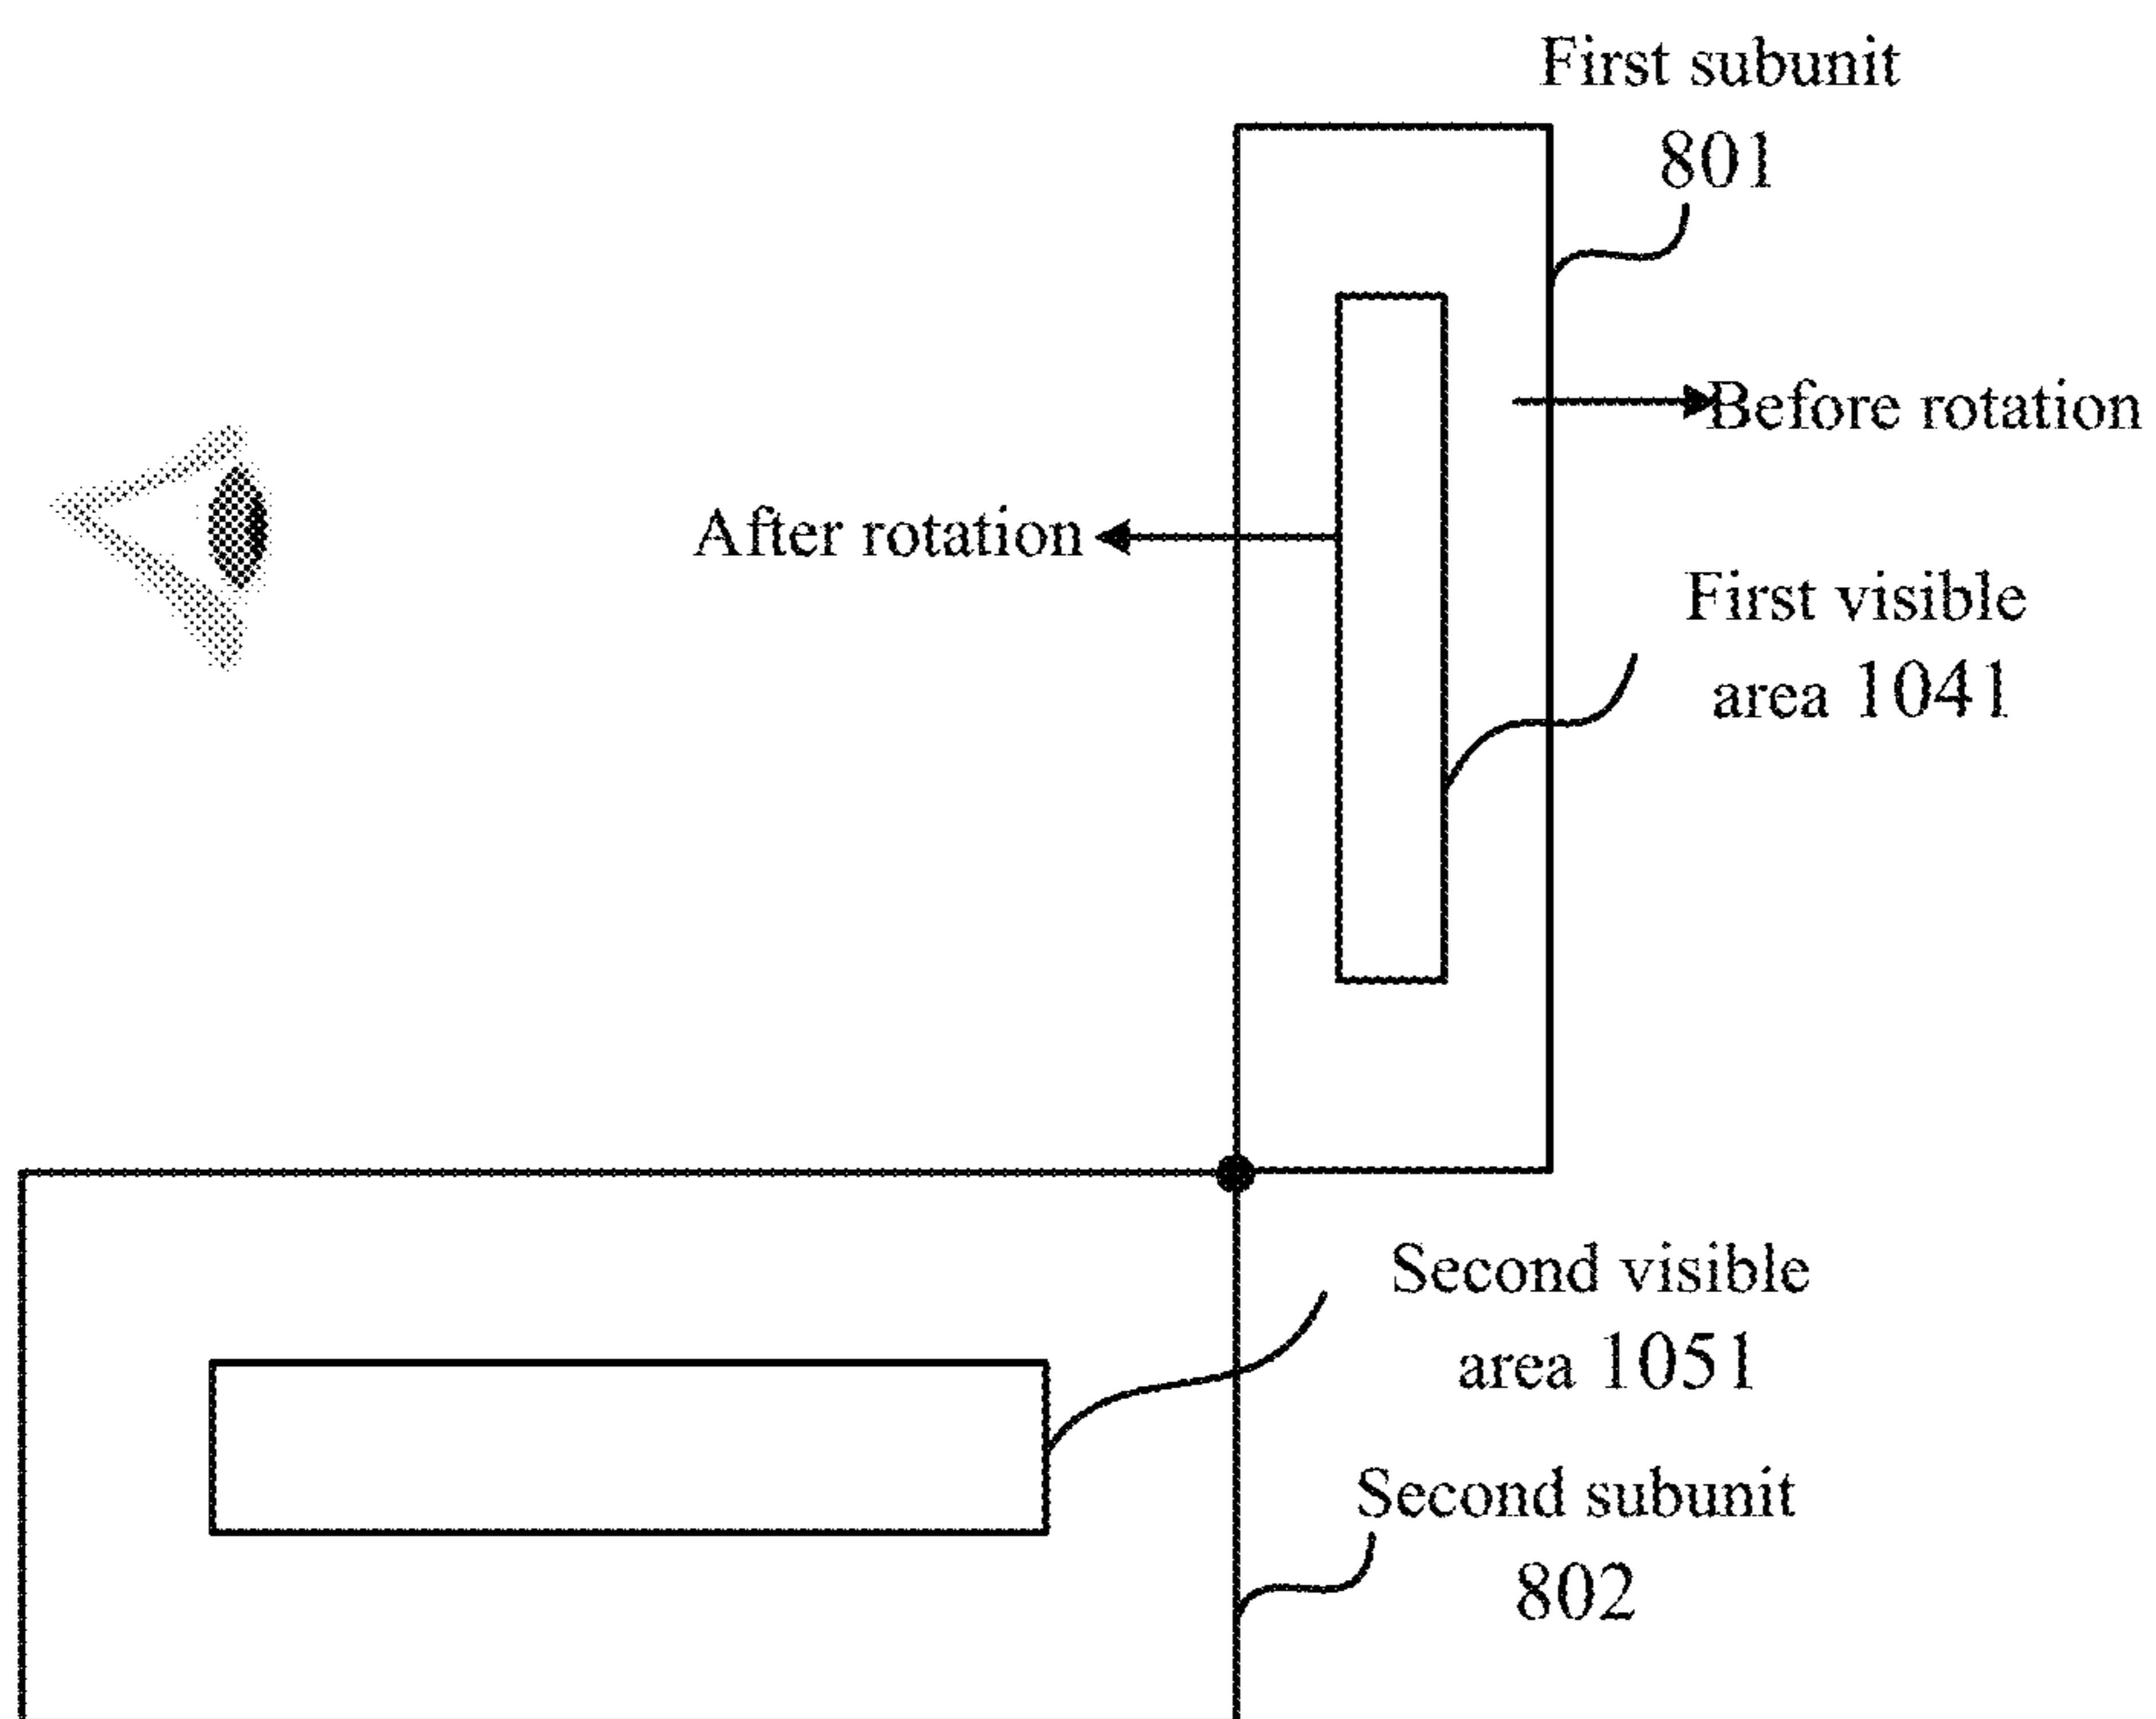 First subunit
801
Before rotation
After rotation
First visible
area 1041
Second visible
area 1051
Second subunit
802